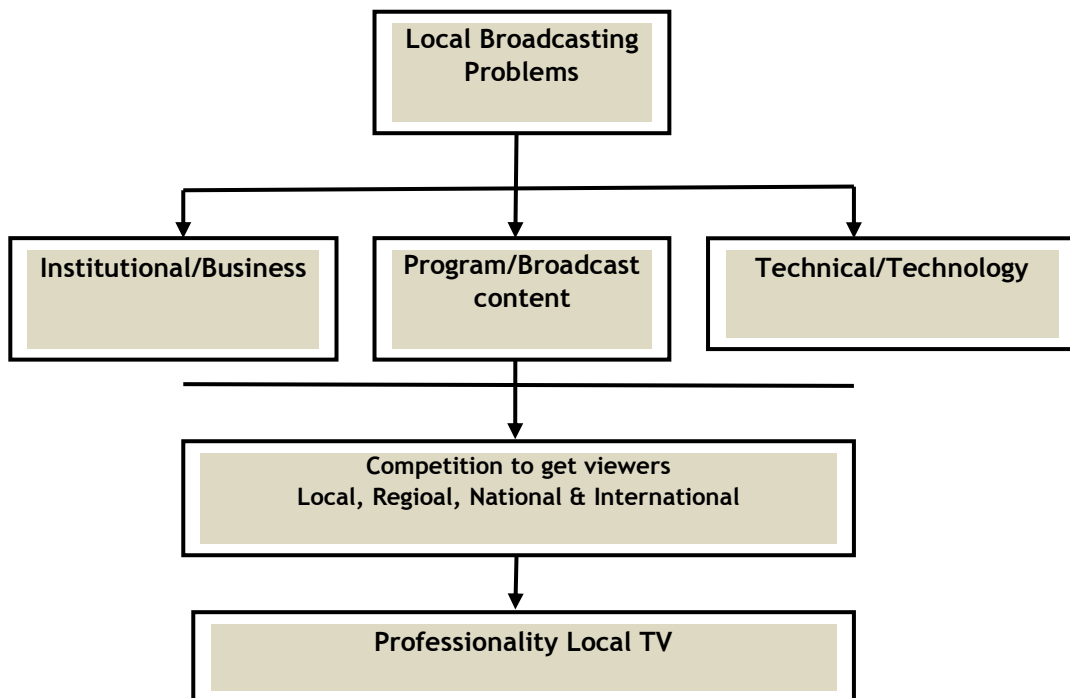 Local Broadcasting
Problems
Institutional/Business
Program/Broadcast
content
Technical/Technology
Competition to get viewers
Local, Regioal, National & International
Professionality Local TV